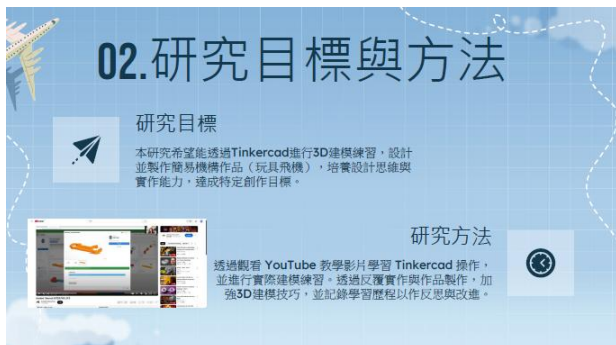 02.研究目標與方法
研究目標
本研究希望能透過Tinkercad進行3D建模練習，設計
並製作簡易機構作品（玩具飛機），培養設計思維與
實作能力，達成特定創作目標。
研究方法
透過觀看 YouTube 教學影片學習 Tinkercad 操作，
並進行實際建模練習。透過反覆實作與作品製作，加
強3D建模技巧，並記錄學習歷程以作反思與改進。